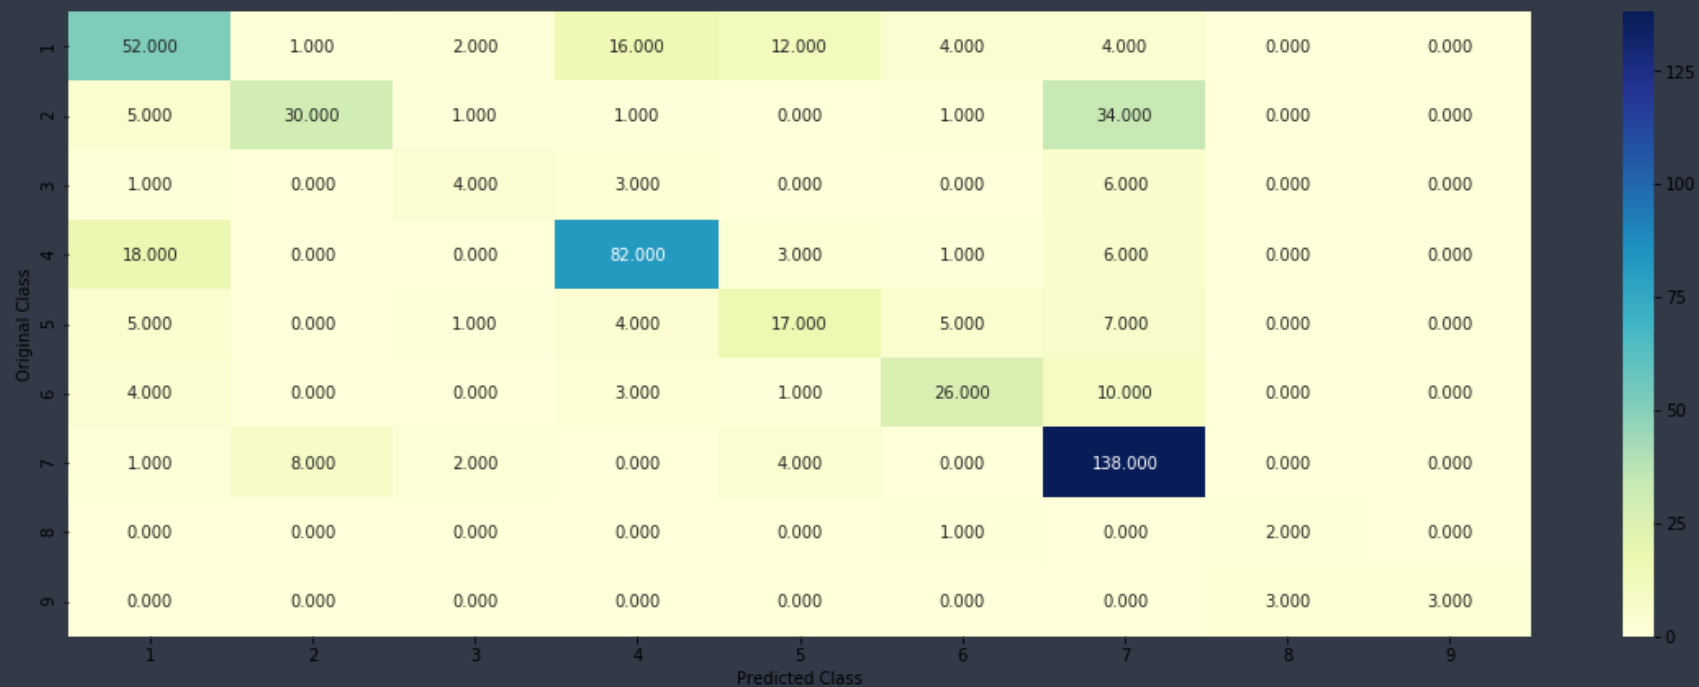 1 52.000 1.000 2.000 16.000 12.000 4.000 4.000 0.000 0.000
2 5.000 30.000 1.000 1.000 0.000 1.000 34.000 0.000 0.000
3 1.000 0.000 4.000 3.000 0.000 0.000 6.000 0.000 0.000
4 18.000 0.000 0.000 82.000 3.000 1.000 6.000 0.000 0.000
5 5.000 0.000 1.000 4.000 17.000 5.000 7.000 0.000 0.000
6 4.000 0.000 0.000 3.000 1.000 26.000 10.000 0.000 0.000
7 1.000 8.000 2.000 0.000 4.000 0.000 138.000 0.000 0.000
8 0.000 0.000 0.000 0.000 0.000 1.000 0.000 2.000 0.000
9 0.000 0.000 0.000 0.000 0.000 0.000 0.000 3.000 3.000
1 2 3 4 5 6 7 8 9
Predicted Class
Original Class
125
100
75
50
25
0